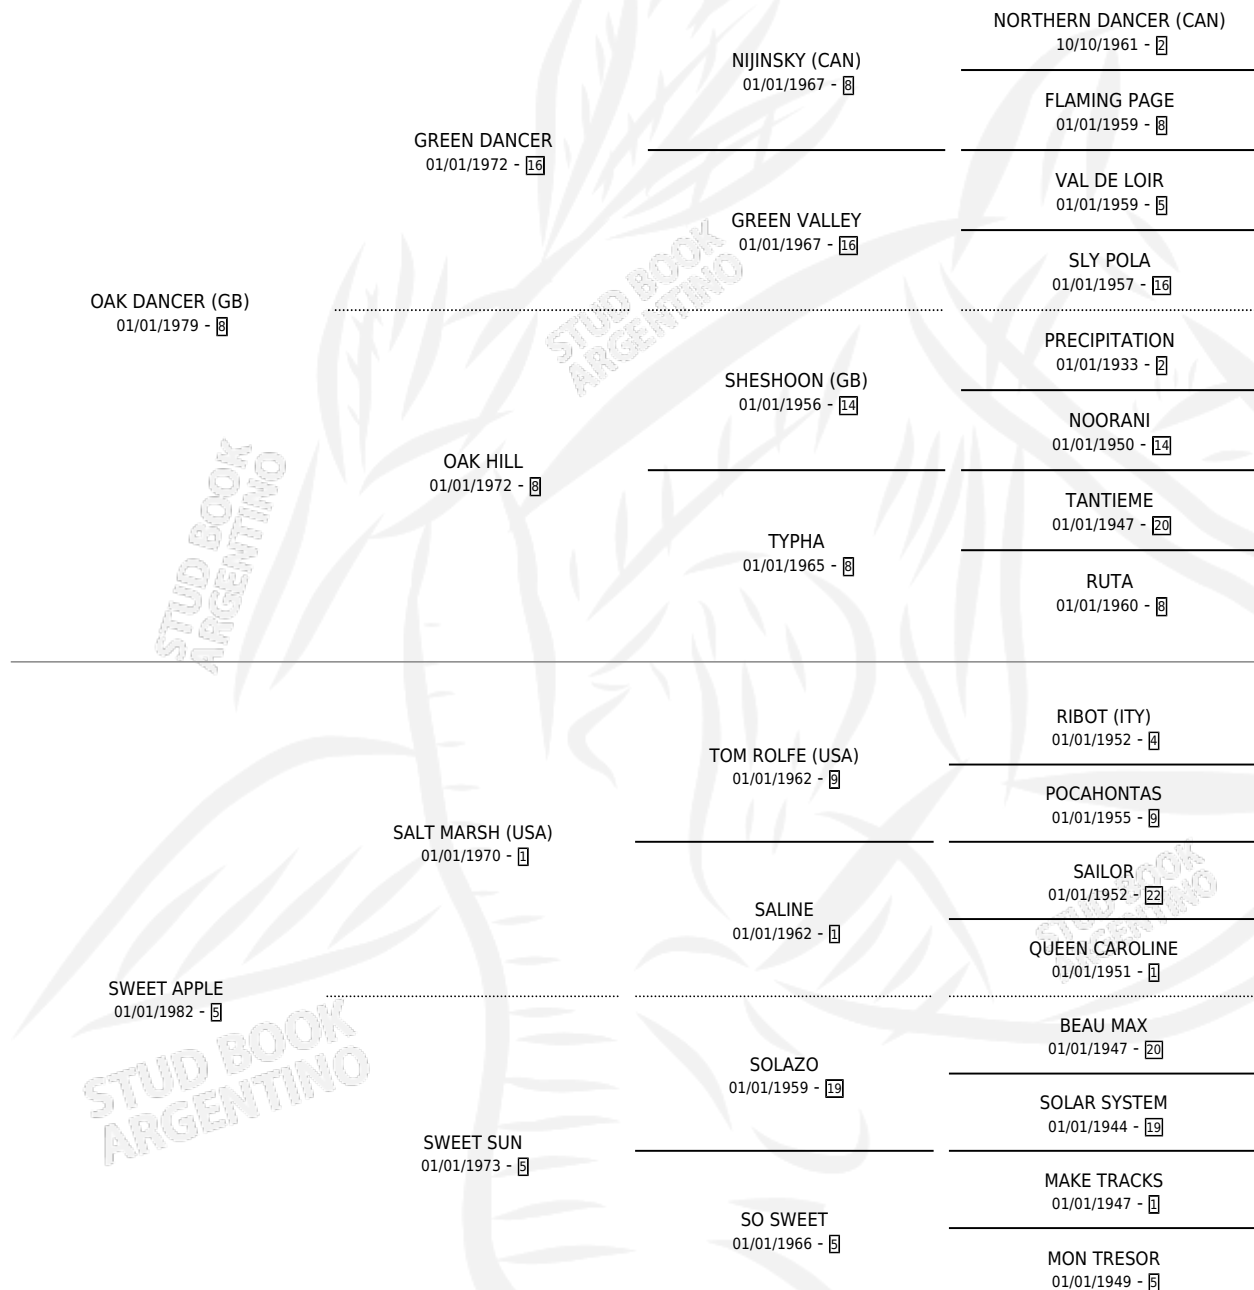 NORTHERN DANCER (CAN)
10/10/1961 - 2
NIJINSKY (CAN)
01/01/1967 - 8
FLAMING PAGE
01/01/1959 - 8
GREEN DANCER
01/01/1972 - 16
VAL DE LOIR
01/01/1959 - 5
GREEN VALLEY
01/01/1967 - 16
SLY POLA
01/01/1957 - 16
OAK DANCER (GB)
01/01/1979 - 8
STUD BOOK
ARGENTINO
PRECIPITATION
01/01/1933 - 2
SHESHOON (GB)
01/01/1956 - 14
NOORANI
01/01/1950 - 14
OAK HILL
01/01/1972 - 8
TANTIEME
01/01/1947 - 20
TYPHA
01/01/1965 - 8
RUTA
01/01/1960 - 8
STUD BOOK
ARGENTINO
RIBOT (ITY)
01/01/1952 - 4
TOM ROLFE (USA)
01/01/1962 - 9
POCAHONTAS
01/01/1955 - 9
SALT MARSH (USA)
01/01/1970 - 1
SAILOR
01/01/1952 - 22
STUD BOOK
ARGENTINO
SALINE
01/01/1962 - 1
QUEEN CAROLINE
01/01/1951 - 1
SWEET APPLE
01/01/1982 - 5
STUD BOOK
ARGENTINO
BEAU MAX
01/01/1947 - 20
SOLAZO
01/01/1959 - 19
SOLAR SYSTEM
01/01/1944 - 19
SWEET SUN
01/01/1973 - 5
MAKE TRACKS
01/01/1947 - 1
SO SWEET
01/01/1966 - 5
MON TRESOR
01/01/1949 - 5